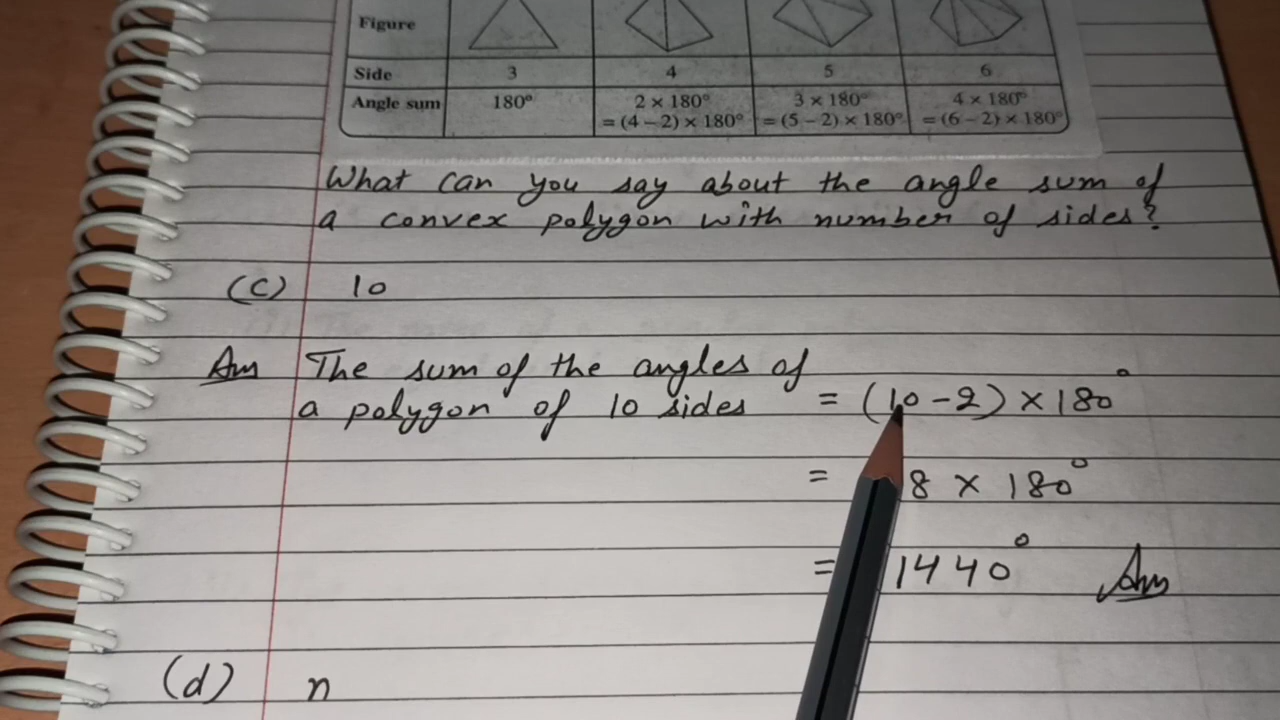 Figure
Side 3 4 5 6
Angle sum 180° 2 × 180° 3 × 180° 4 × 180°
= (4 – 2) × 180° = (5 – 2) × 180° = (6 – 2) × 180°
What can you say about the angle sum of
a convex polygon with number of sides?
(c) 10
Ans The sum of the angles of
a polygon of 10 sides = (10 - 2) × 180°
= 8 × 180°
= 1440° Ans
(d) n